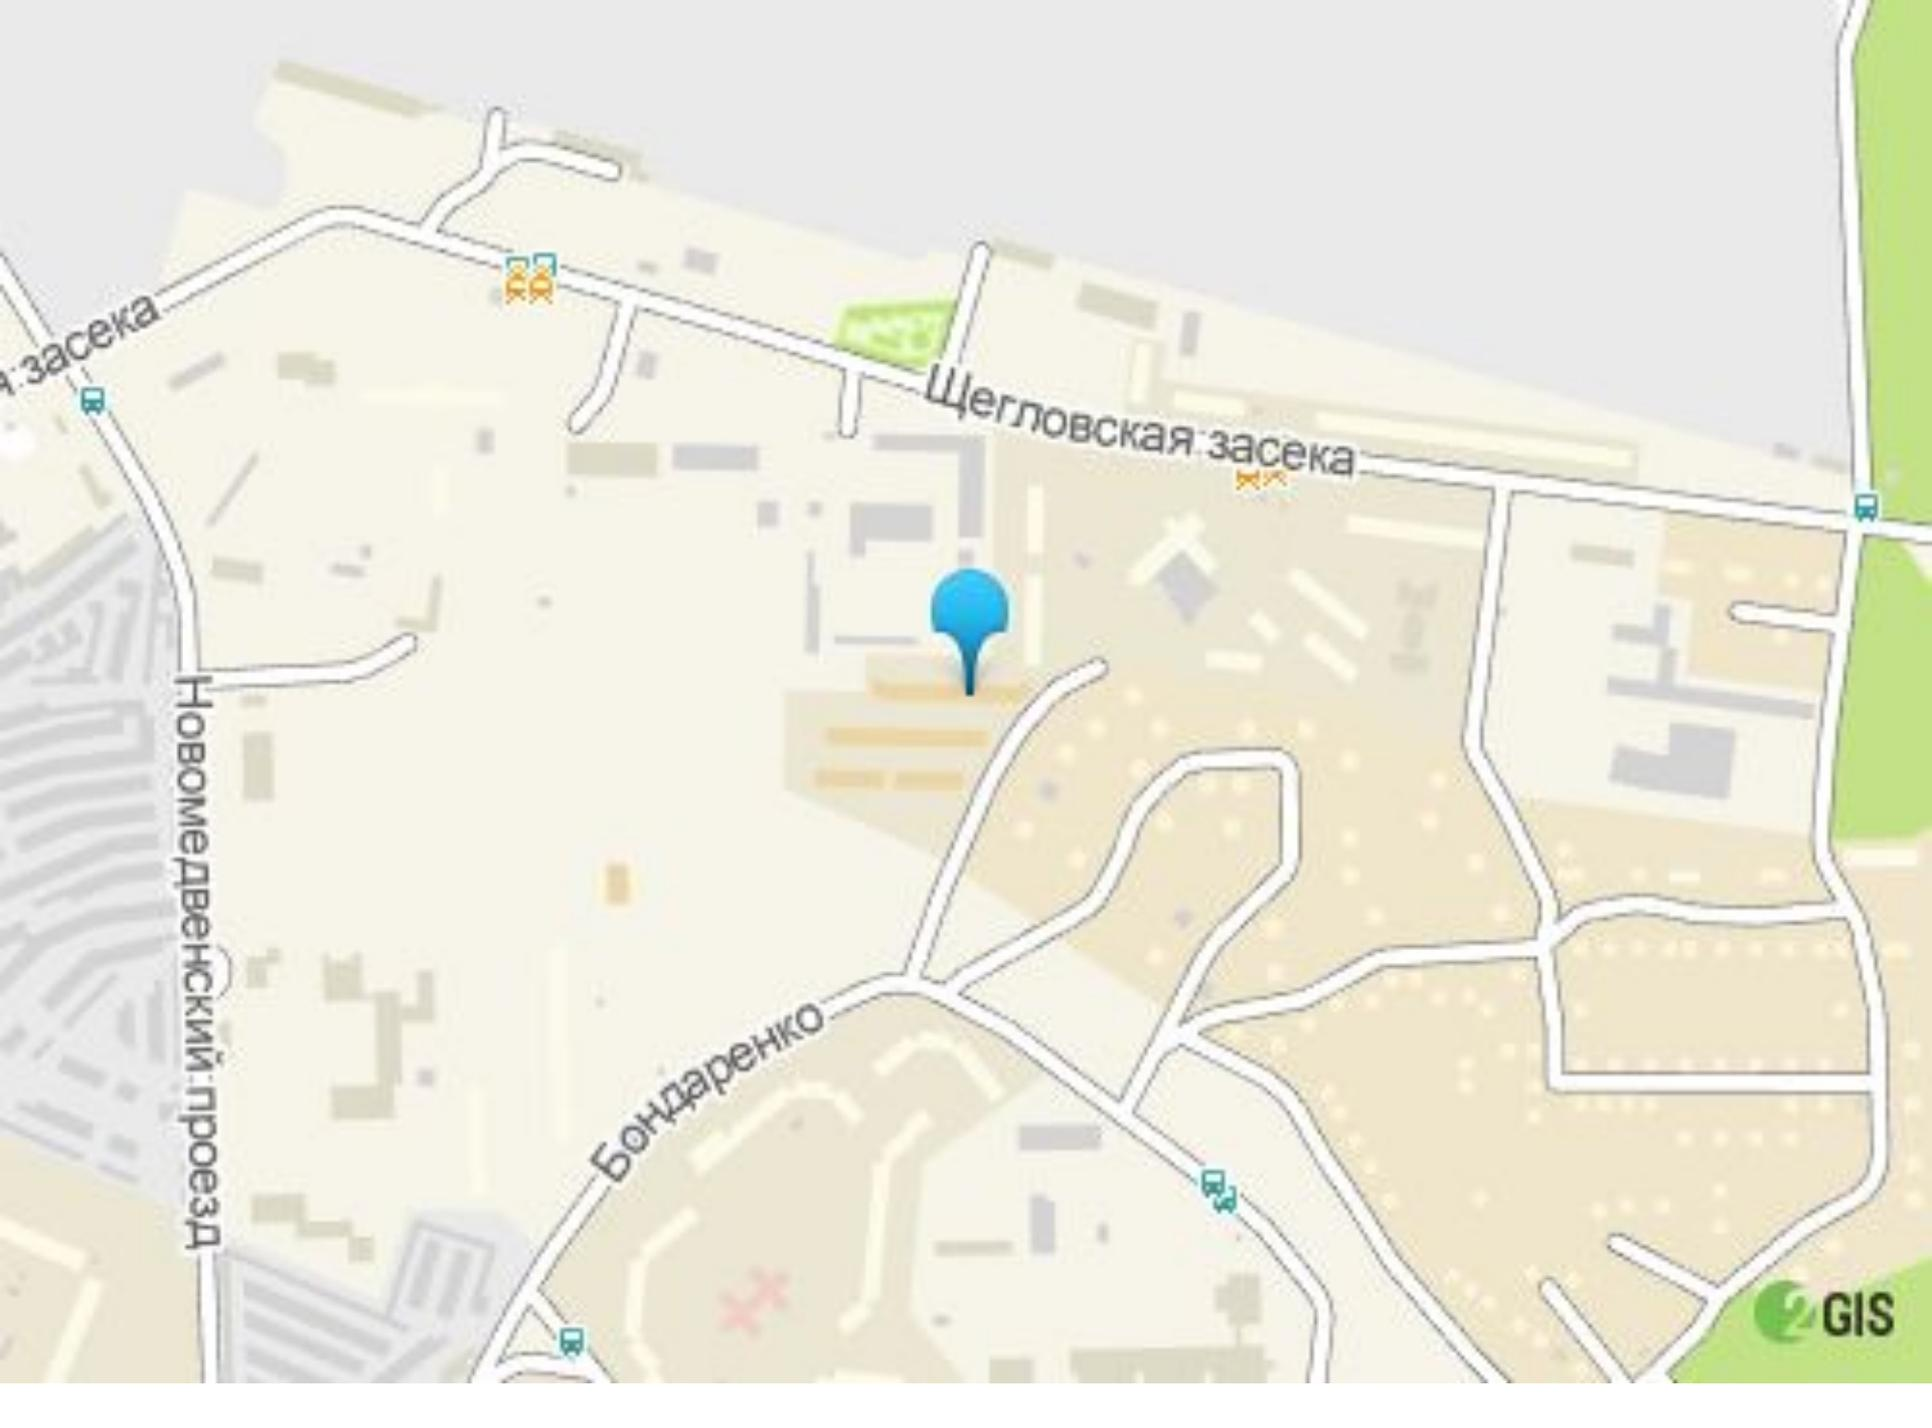 я засека
Щегловская засека
Новомедвенский проезд
Бондаренко
2GIS